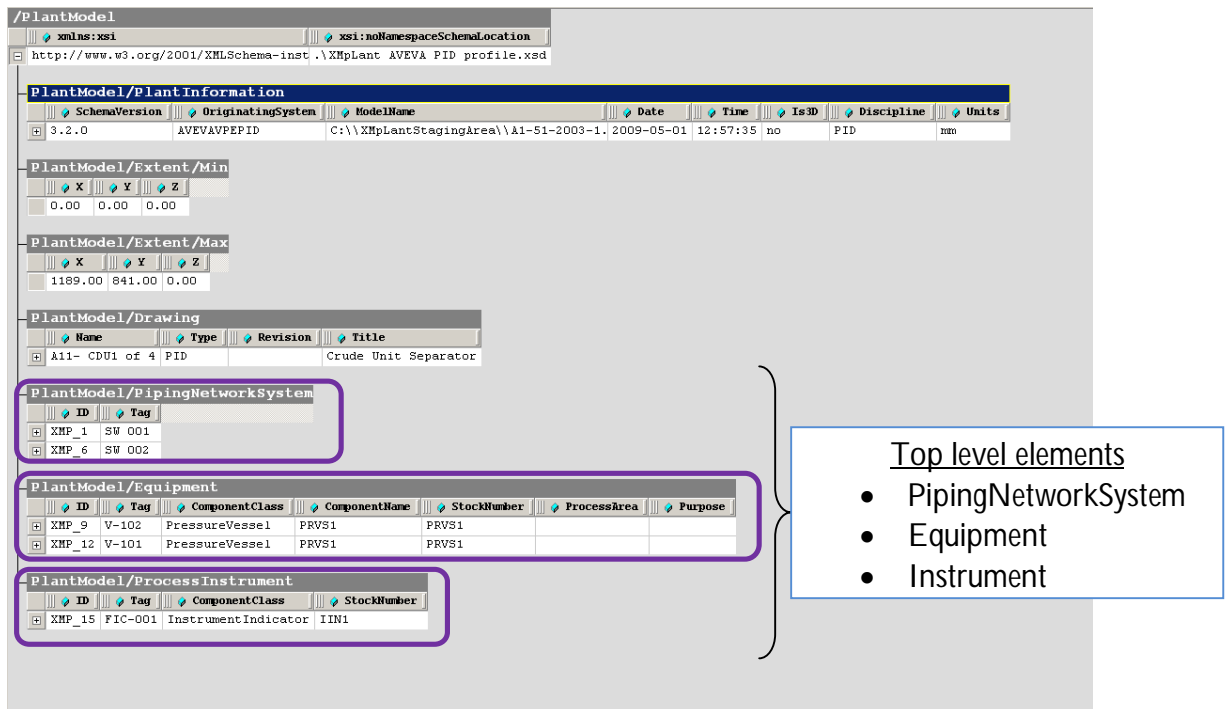 /PlantModel
xmlns:xsi xsi:noNamespaceSchemaLocation
http://www.w3.org/2001/XMLSchema-inst .\XMpLant AVEVA PID profile.xsd
PlantModel/PlantInformation
SchemaVersion OriginatingSystem ModelName Date Time Is3D Discipline Units
3.2.0 AVEVAVPEPID C:\\XMpLantStagingArea\\A1-51-2003-1. 2009-05-01 12:57:35 no PID mm
PlantModel/Extent/Min
X Y Z
0.00 0.00 0.00
PlantModel/Extent/Max
X Y Z
1189.00 841.00 0.00
PlantModel/Drawing
Name Type Revision Title
A11- CDU1 of 4 PID Crude Unit Separator
PlantModel/PipingNetworkSystem
ID Tag
XMP_1 SW 001
XMP_6 SW 002
PlantModel/Equipment
ID Tag ComponentClass ComponentName StockNumber ProcessArea Purpose
XMP_9 V-102 PressureVessel PRVS1 PRVS1
XMP_12 V-101 PressureVessel PRVS1 PRVS1
PlantModel/ProcessInstrument
ID Tag ComponentClass StockNumber
XMP_15 FIC-001 InstrumentIndicator IIN1
Top level elements
• PipingNetworkSystem
• Equipment
• Instrument